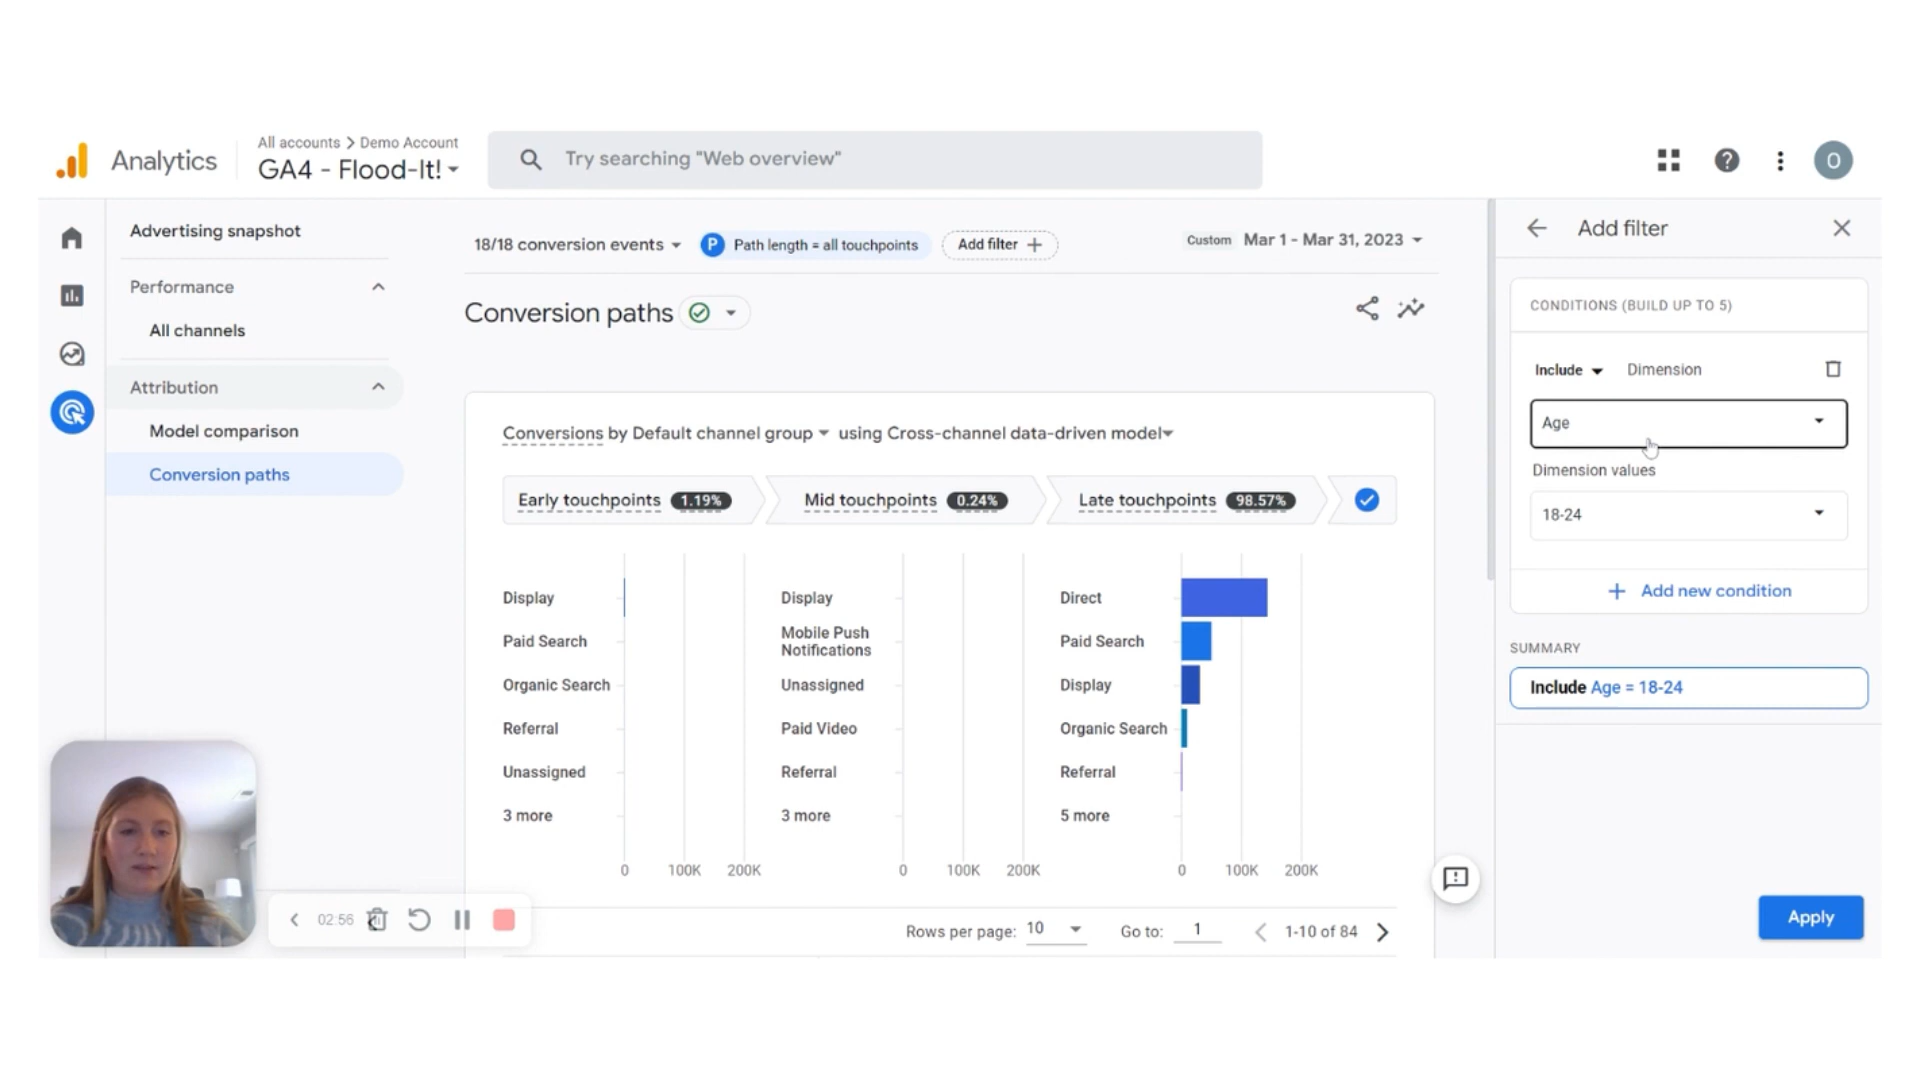 Analytics
All accounts > Demo Account
GA4 - Flood-It!
Try searching "Web overview"
O
Advertising snapshot
Performance
All channels
Attribution
Model comparison
Conversion paths
18/18 conversion events
P Path length = all touchpoints
Add filter +
Custom Mar 1 - Mar 31, 2023
Conversion paths
Conversions by Default channel group using Cross-channel data-driven model
Early touchpoints 1.19%
Mid touchpoints 0.24%
Late touchpoints 98.57%
Display
Paid Search
Organic Search
Referral
Unassigned
3 more
0 100K 200K
Display
Mobile Push
Notifications
Unassigned
Paid Video
Referral
3 more
0 100K 200K
Direct
Paid Search
Display
Organic Search
Referral
5 more
0 100K 200K
Rows per page: 10
Go to: 1
1-10 of 84
02:56
Add filter
CONDITIONS (BUILD UP TO 5)
Include Dimension
Age
Dimension values
18-24
+ Add new condition
SUMMARY
Include Age = 18-24
Apply